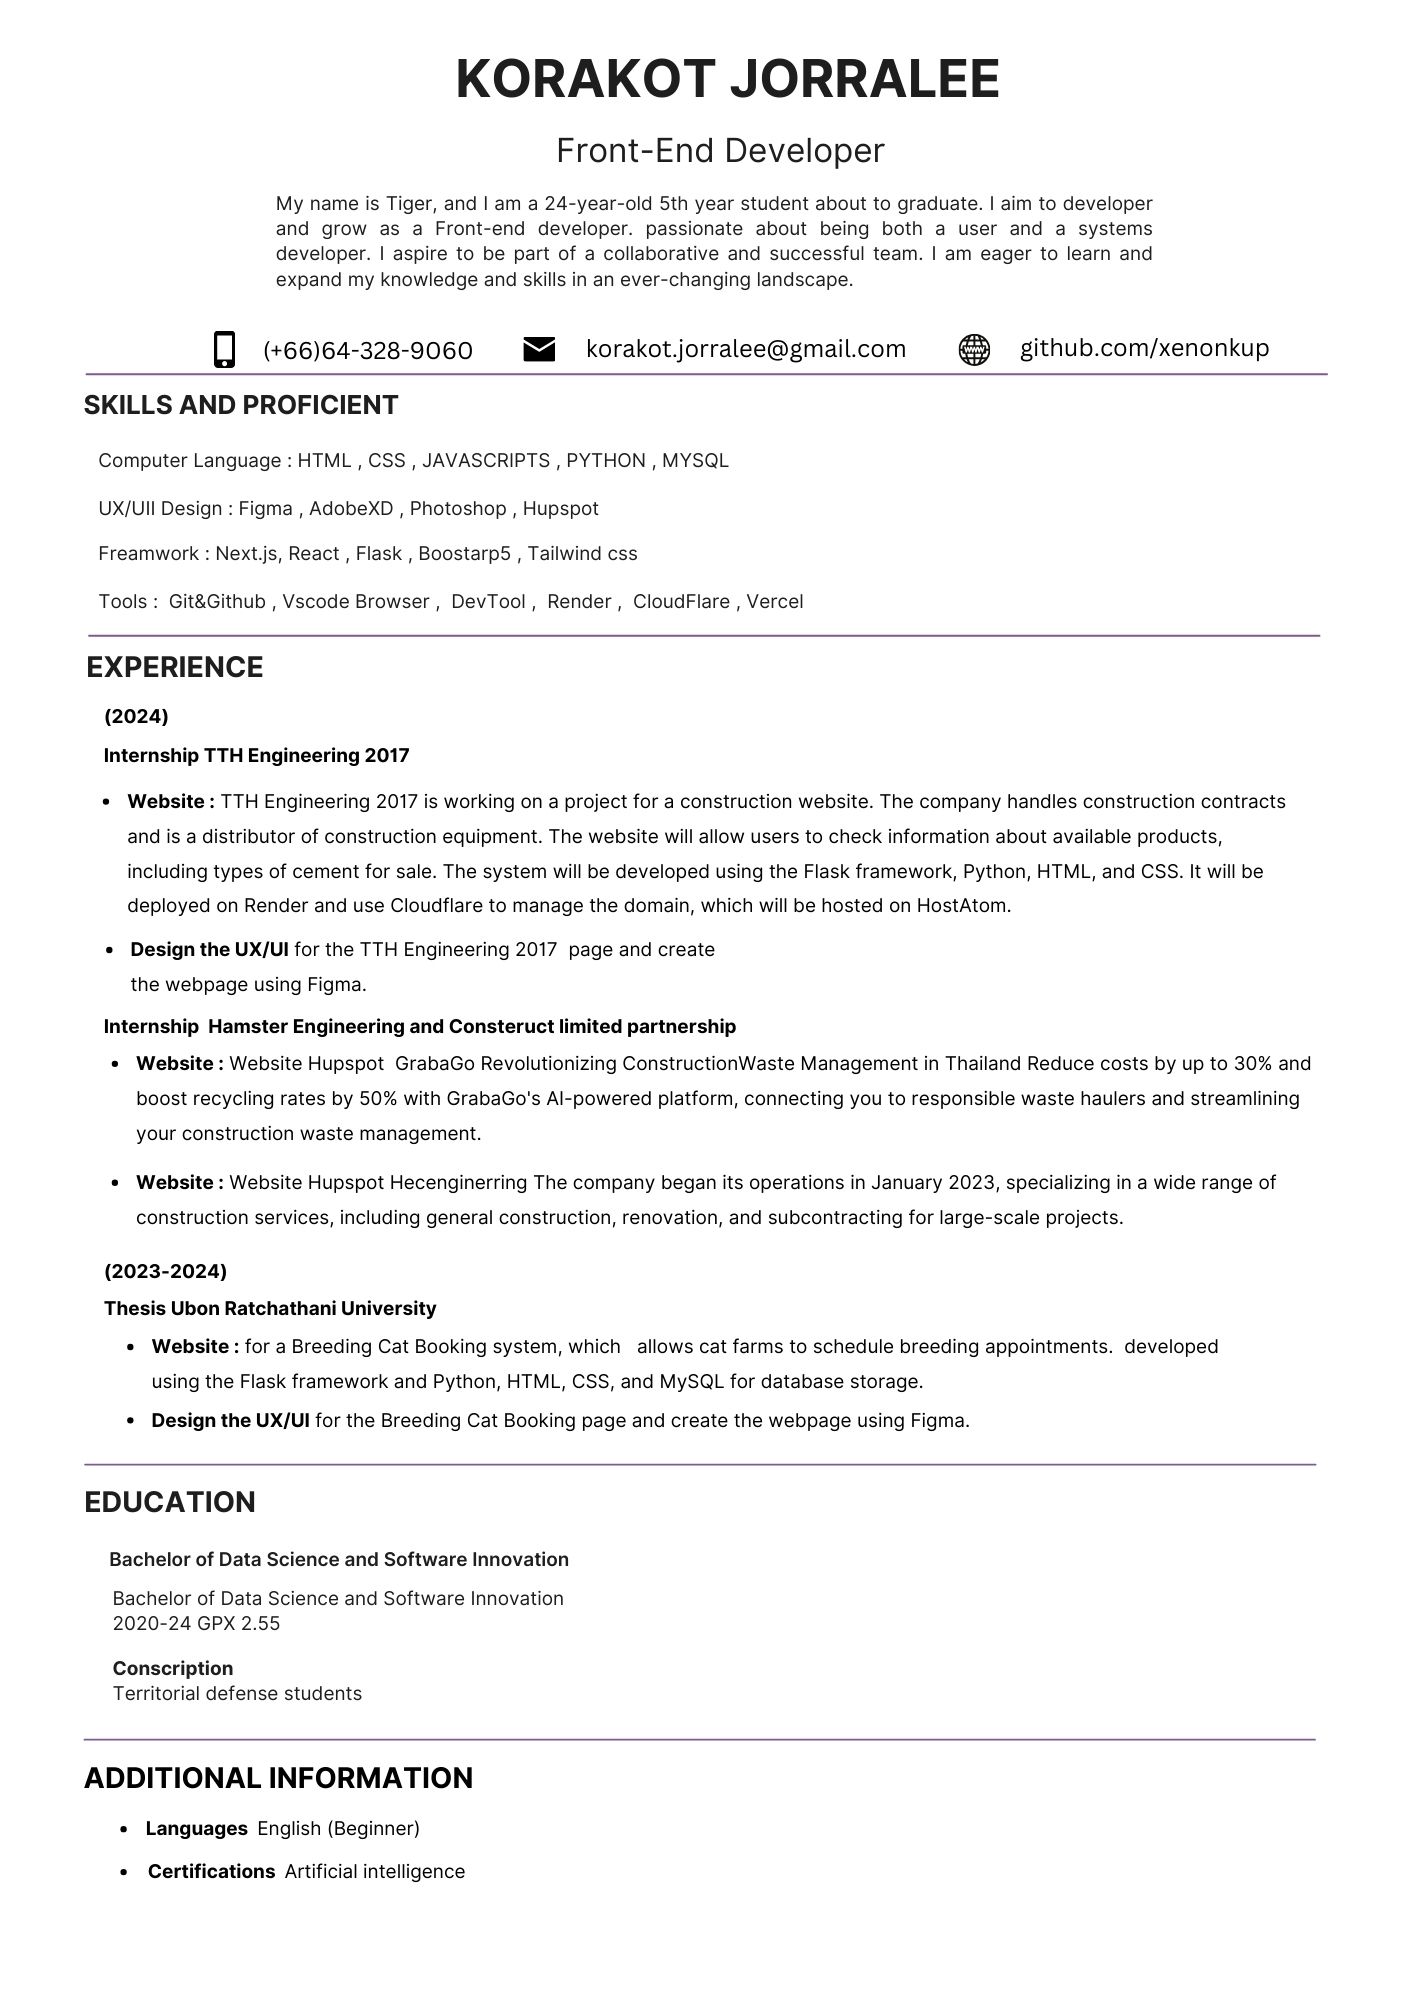 KORAKOT JORRALEE
Front-End Developer
My name is Tiger, and I am a 24-year-old 5th year student about to graduate. I aim to developer
and grow as a Front-end developer. passionate about being both a user and a systems
developer. I aspire to be part of a collaborative and successful team. I am eager to learn and
expand my knowledge and skills in an ever-changing landscape.
(+66)64-328-9060 korakot.jorralee@gmail.com github.com/xenonkup
SKILLS AND PROFICIENT
Computer Language : HTML , CSS , JAVASCRIPTS , PYTHON , MYSQL
UX/UII Design : Figma , AdobeXD , Photoshop , Hupspot
Freamwork : Next.js, React , Flask , Boostarp5 , Tailwind css
Tools : Git&Github , Vscode Browser , DevTool , Render , CloudFlare , Vercel
EXPERIENCE
(2024)
Internship TTH Engineering 2017
• Website : TTH Engineering 2017 is working on a project for a construction website. The company handles construction contracts
and is a distributor of construction equipment. The website will allow users to check information about available products,
including types of cement for sale. The system will be developed using the Flask framework, Python, HTML, and CSS. It will be
deployed on Render and use Cloudflare to manage the domain, which will be hosted on HostAtom.
• Design the UX/UI for the TTH Engineering 2017 page and create
the webpage using Figma.
Internship Hamster Engineering and Consteruct limited partnership
• Website : Website Hupspot GrabaGo Revolutionizing ConstructionWaste Management in Thailand Reduce costs by up to 30% and
boost recycling rates by 50% with GrabaGo's AI-powered platform, connecting you to responsible waste haulers and streamlining
your construction waste management.
• Website : Website Hupspot Hecenginerring The company began its operations in January 2023, specializing in a wide range of
construction services, including general construction, renovation, and subcontracting for large-scale projects.
(2023-2024)
Thesis Ubon Ratchathani University
• Website : for a Breeding Cat Booking system, which allows cat farms to schedule breeding appointments. developed
using the Flask framework and Python, HTML, CSS, and MySQL for database storage.
• Design the UX/UI for the Breeding Cat Booking page and create the webpage using Figma.
EDUCATION
Bachelor of Data Science and Software Innovation
Bachelor of Data Science and Software Innovation
2020-24 GPX 2.55
Conscription
Territorial defense students
ADDITIONAL INFORMATION
• Languages English (Beginner)
• Certifications Artificial intelligence